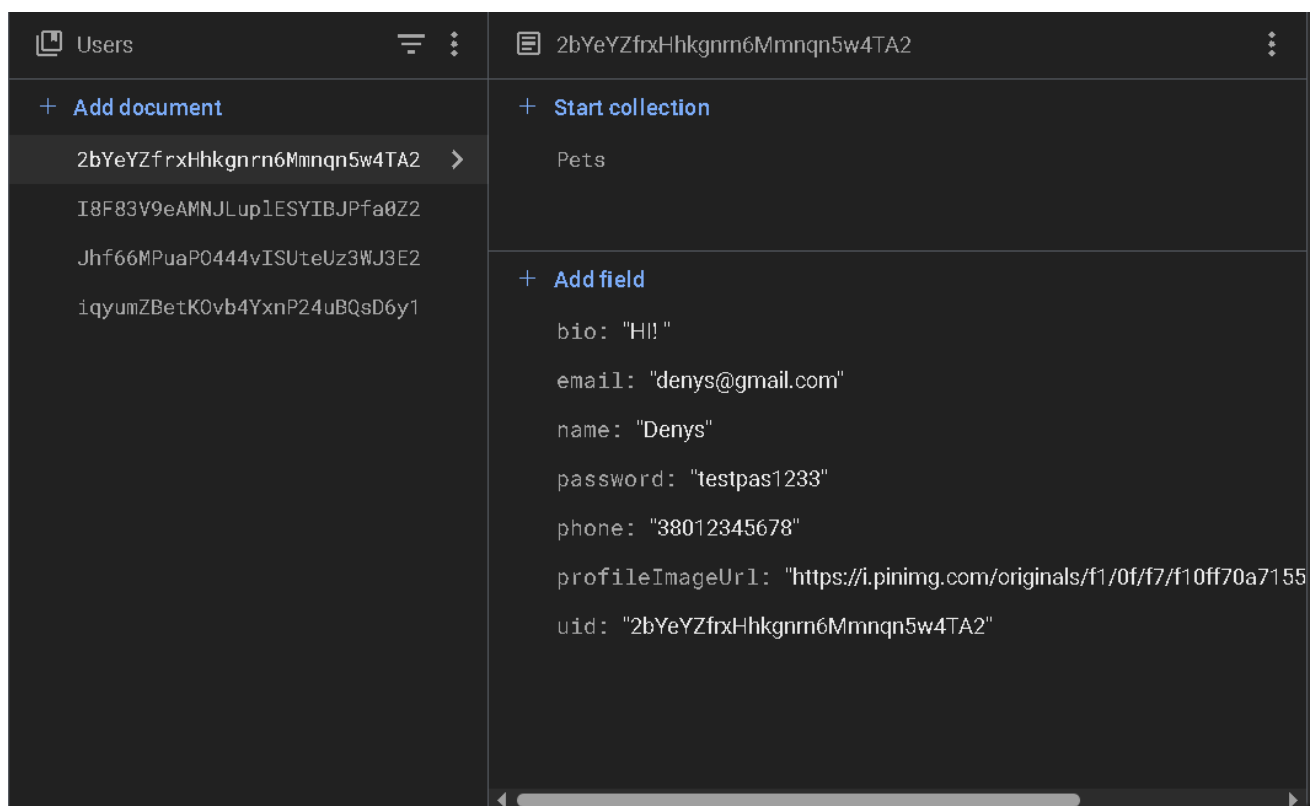 Users
Add document
2bYeYZfrxHhkgnrn6Mmnqn5w4TA2
I8F83V9eAMNJLuplESYIBJPfa0Z2
Jhf66MPuaPO444vISUteUz3WJ3E2
iqyumZBetKOvb4YxnP24uBQsD6y1
2bYeYZfrxHhkgnrn6Mmnqn5w4TA2
Start collection
Pets
Add field
bio: "HI! "
email: "denys@gmail.com"
name: "Denys"
password: "testpas1233"
phone: "38012345678"
profileImageUrl: "https://i.pinimg.com/originals/f1/0f/f7/f10ff70a7155
uid: "2bYeYZfrxHhkgnrn6Mmnqn5w4TA2"